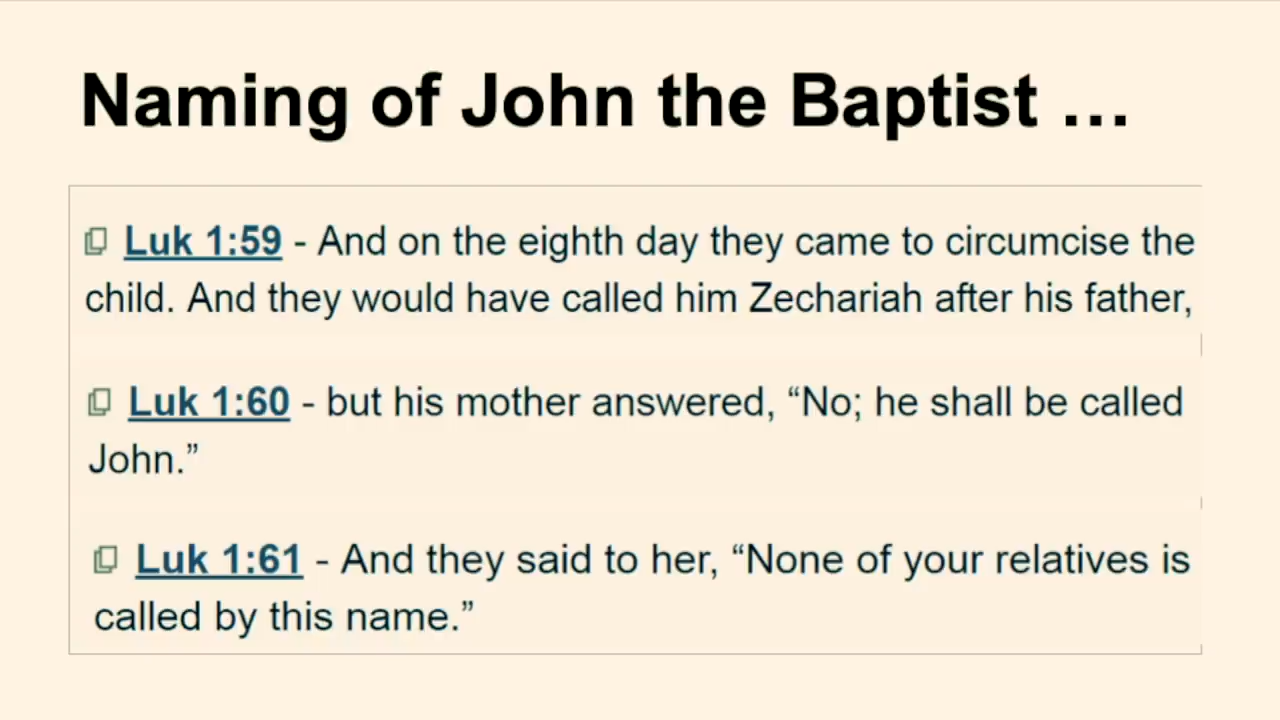 Naming of John the Baptist …
Luk 1:59 - And on the eighth day they came to circumcise the
child. And they would have called him Zechariah after his father,
Luk 1:60 - but his mother answered, “No; he shall be called
John.”
Luk 1:61 - And they said to her, “None of your relatives is
called by this name.”